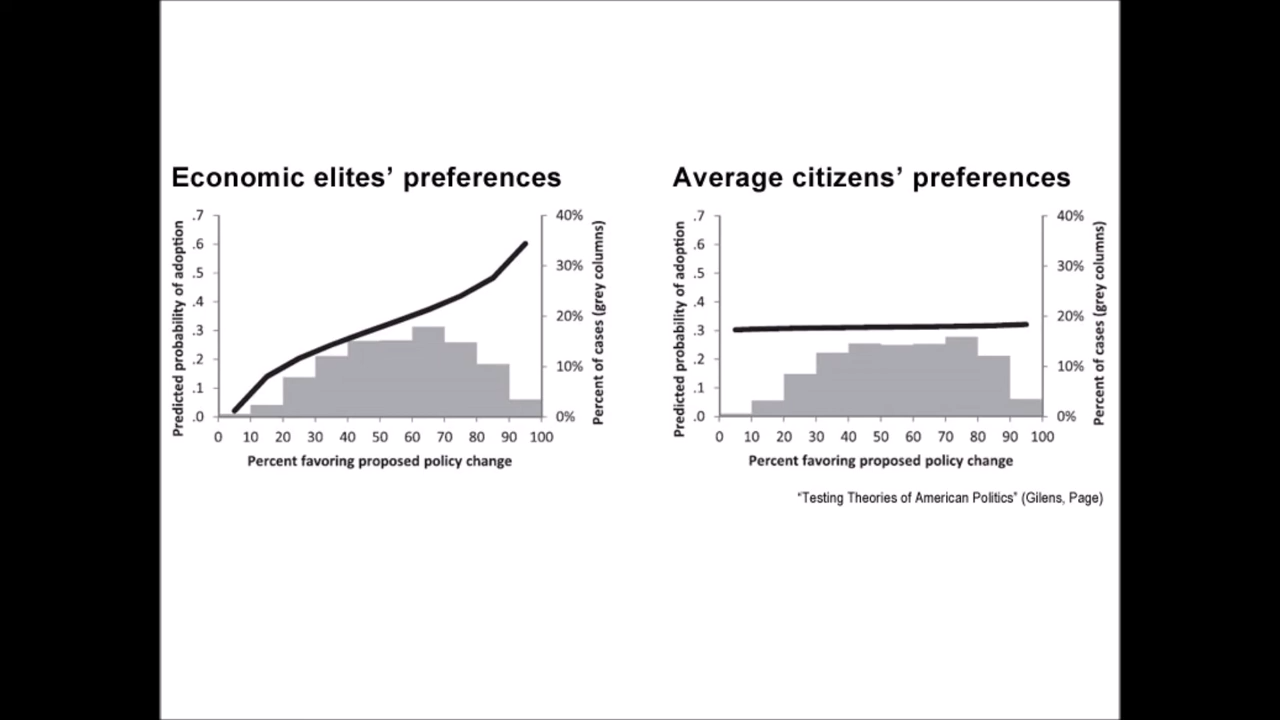 Economic elites’ preferences
Predicted probability of adoption
.7
.6
.5
.4
.3
.2
.1
.0
40%
30%
20%
10%
0%
Percent of cases (grey columns)
0 10 20 30 40 50 60 70 80 90 100
Percent favoring proposed policy change
Average citizens’ preferences
Predicted probability of adoption
.7
.6
.5
.4
.3
.2
.1
.0
40%
30%
20%
10%
0%
Percent of cases (grey columns)
0 10 20 30 40 50 60 70 80 90 100
Percent favoring proposed policy change
“Testing Theories of American Politics” (Gilens, Page)